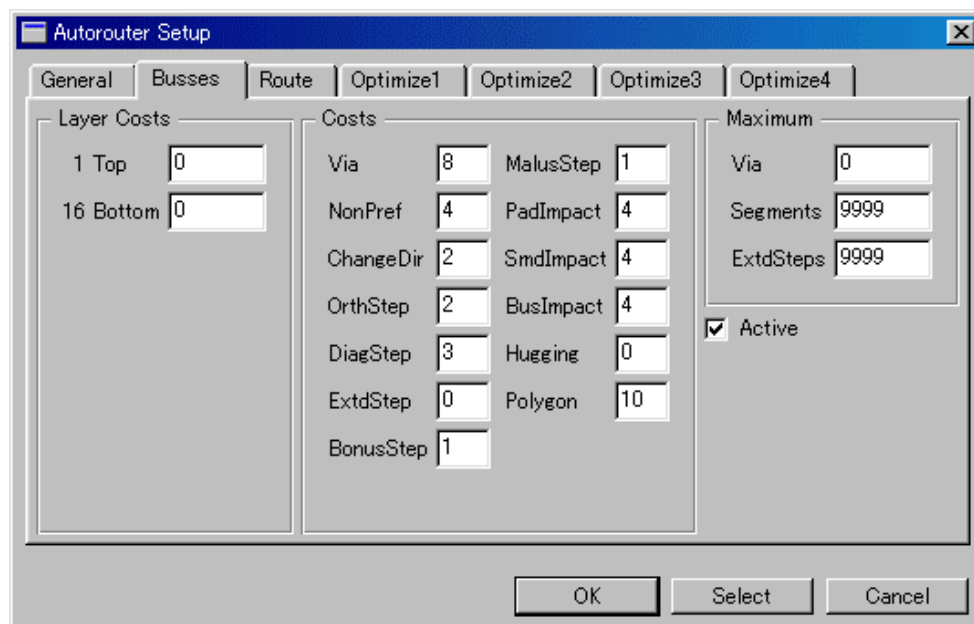 Autorouter Setup
General Busses Route Optimize1 Optimize2 Optimize3 Optimize4
Layer Costs Costs Maximum
1 Top 0 Via 8 MalusStep 1 Via 0
16 Bottom 0 NonPref 4 PadImpact 4 Segments 9999
ChangeDir 2 SmdImpact 4 ExtdSteps 9999
OrthStep 2 BusImpact 4 Active
DiagStep 3 Hugging 0
ExtdStep 0 Polygon 10
BonusStep 1
OK Select Cancel